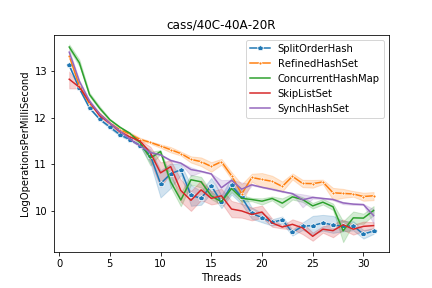 cass/40C-40A-20R
SplitOrderHash
RefinedHashSet
ConcurrentHashMap
SkipListSet
SynchHashSet
LogOperationsPerMilliSecond
13
12
11
10
0 5 10 15 20 25 30
Threads